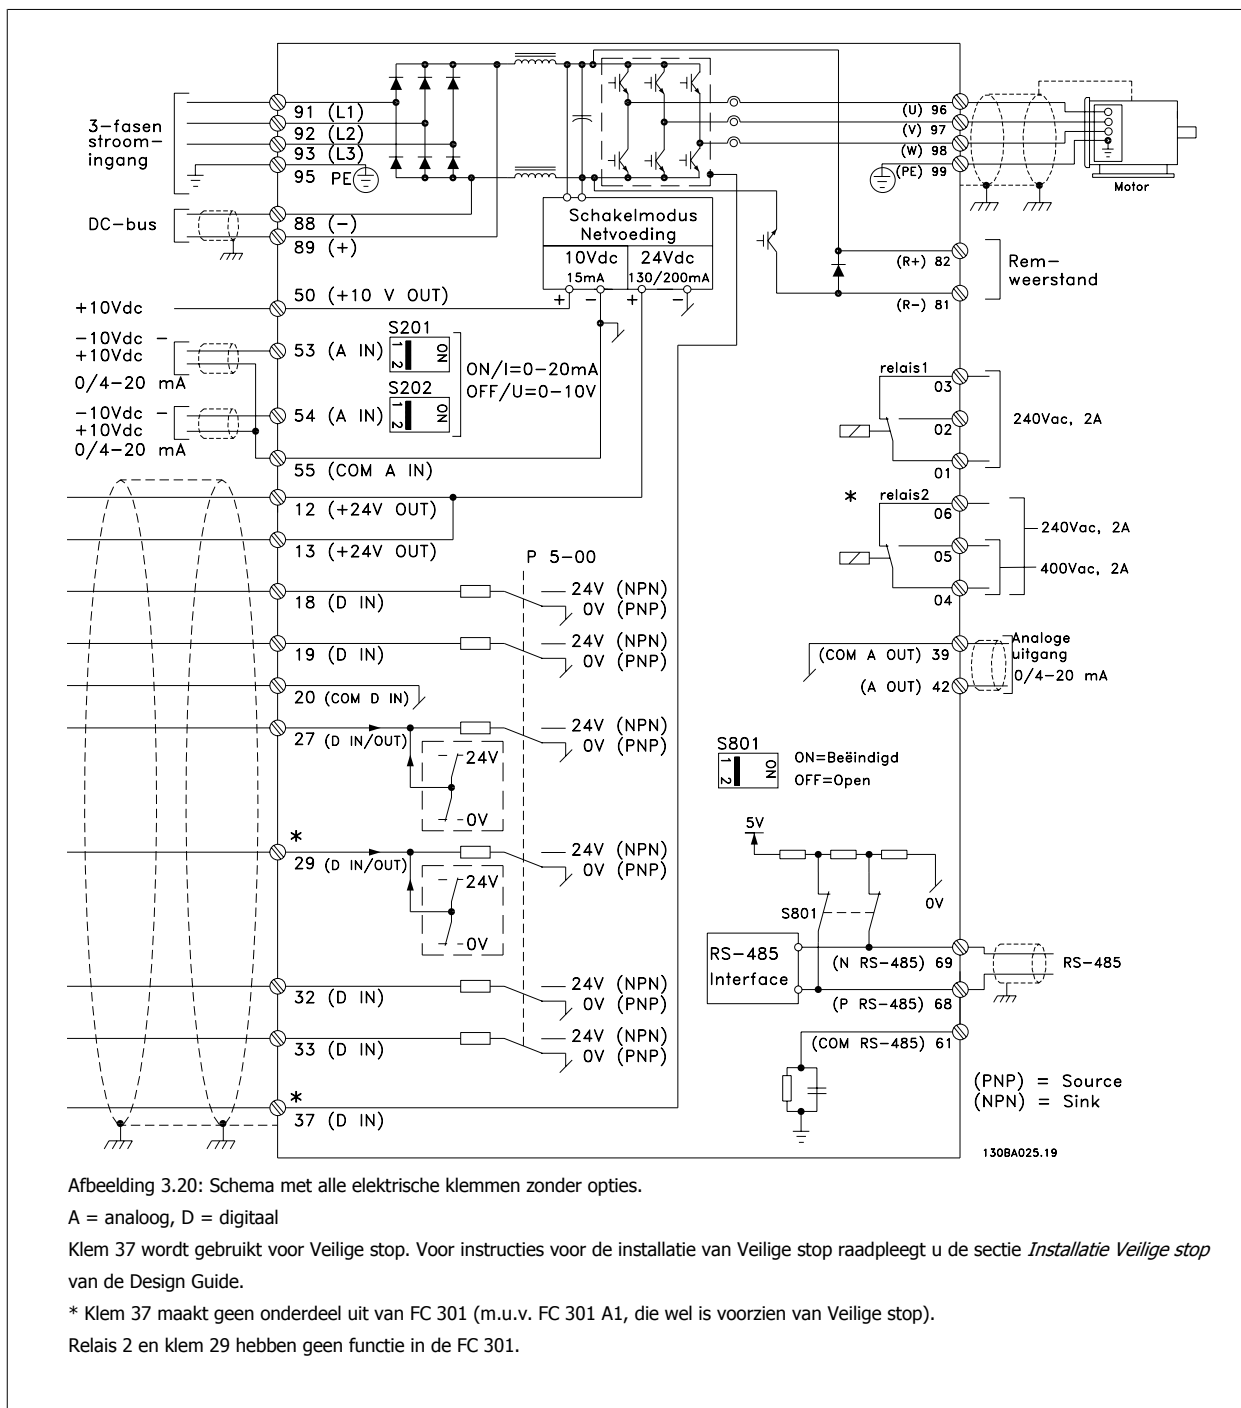 3-fasen
stroom-
ingang
91 (L1)
92 (L2)
93 (L3)
95 PE
DC-bus
88 (-)
89 (+)
Schakelmodus
Netvoeding
10Vdc
15mA
24Vdc
130/200mA
+ - + -
(U) 96
(V) 97
(W) 98
(PE) 99
Motor
(R+) 82
(R-) 81
Rem-
weerstand
+10Vdc
50 (+10 V OUT)
-10Vdc -
+10Vdc
0/4-20 mA
53 (A IN)
S201
1 2 ON
-10Vdc -
+10Vdc
0/4-20 mA
54 (A IN)
S202
1 2 ON
ON/I=0-20mA
OFF/U=0-10V
55 (COM A IN)
12 (+24V OUT)
13 (+24V OUT)
relais1
03
02
01
240Vac, 2A
* relais2
06
05
04
240Vac, 2A
400Vac, 2A
P 5-00
18 (D IN)
24V (NPN)
0V (PNP)
19 (D IN)
24V (NPN)
0V (PNP)
20 (COM D IN)
27 (D IN/OUT)
24V (NPN)
0V (PNP)
24V
0V
*
29 (D IN/OUT)
24V (NPN)
0V (PNP)
24V
0V
32 (D IN)
24V (NPN)
0V (PNP)
33 (D IN)
24V (NPN)
0V (PNP)
*
37 (D IN)
(COM A OUT) 39
(A OUT) 42
Analoge
uitgang
0/4-20 mA
S801
1 2 ON
ON=Beëindigd
OFF=Open
5V
S801
0V
RS-485
Interface
(N RS-485) 69
(P RS-485) 68
(COM RS-485) 61
RS-485
(PNP) = Source
(NPN) = Sink
130BA025.19
Afbeelding 3.20: Schema met alle elektrische klemmen zonder opties.
A = analoog, D = digitaal
Klem 37 wordt gebruikt voor Veilige stop. Voor instructies voor de installatie van Veilige stop raadpleegt u de sectie Installatie Veilige stop
van de Design Guide.
* Klem 37 maakt geen onderdeel uit van FC 301 (m.u.v. FC 301 A1, die wel is voorzien van Veilige stop).
Relais 2 en klem 29 hebben geen functie in de FC 301.